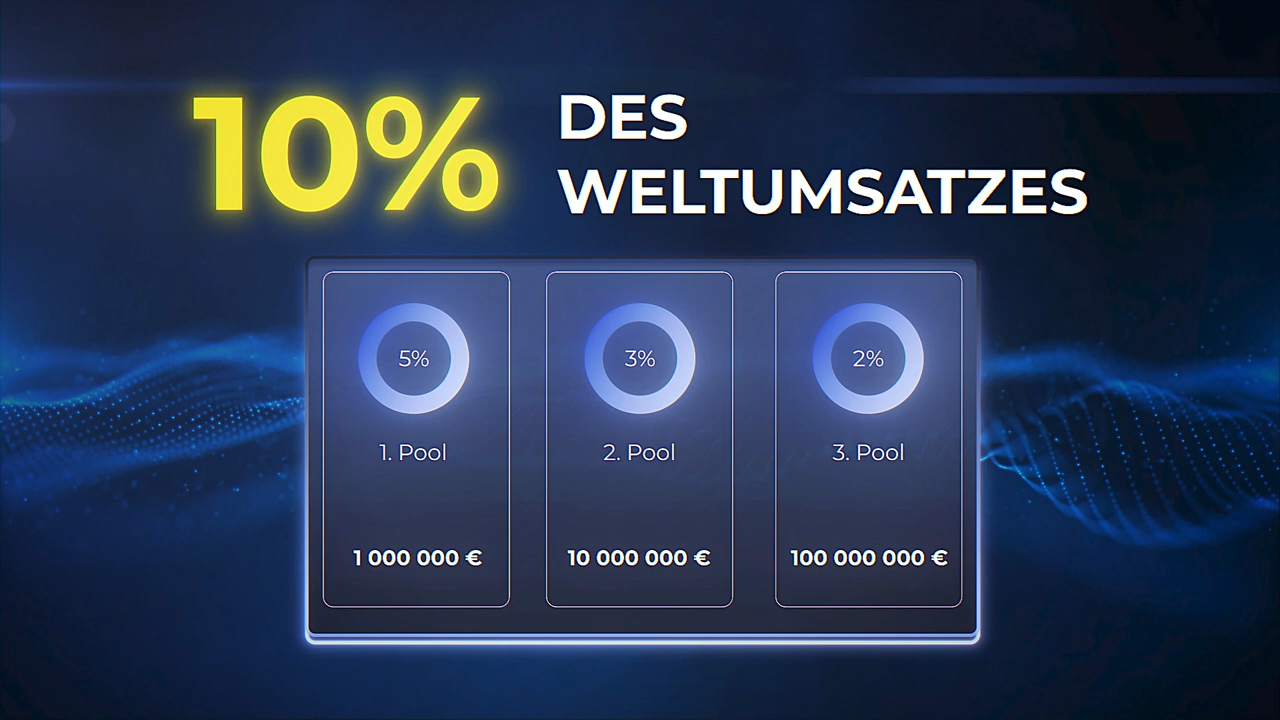 10%
DES
WELTUMSATZES
5%
1. Pool
1 000 000 €
3%
2. Pool
10 000 000 €
2%
3. Pool
100 000 000 €